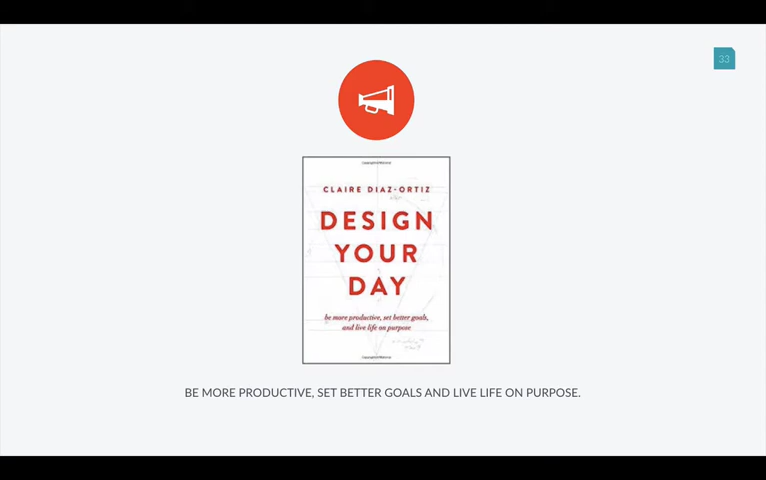 33
CLAIRE DIAZ-ORTIZ
DESIGN
YOUR
DAY
be more productive, set better goals,
and live life on purpose
BE MORE PRODUCTIVE, SET BETTER GOALS AND LIVE LIFE ON PURPOSE.